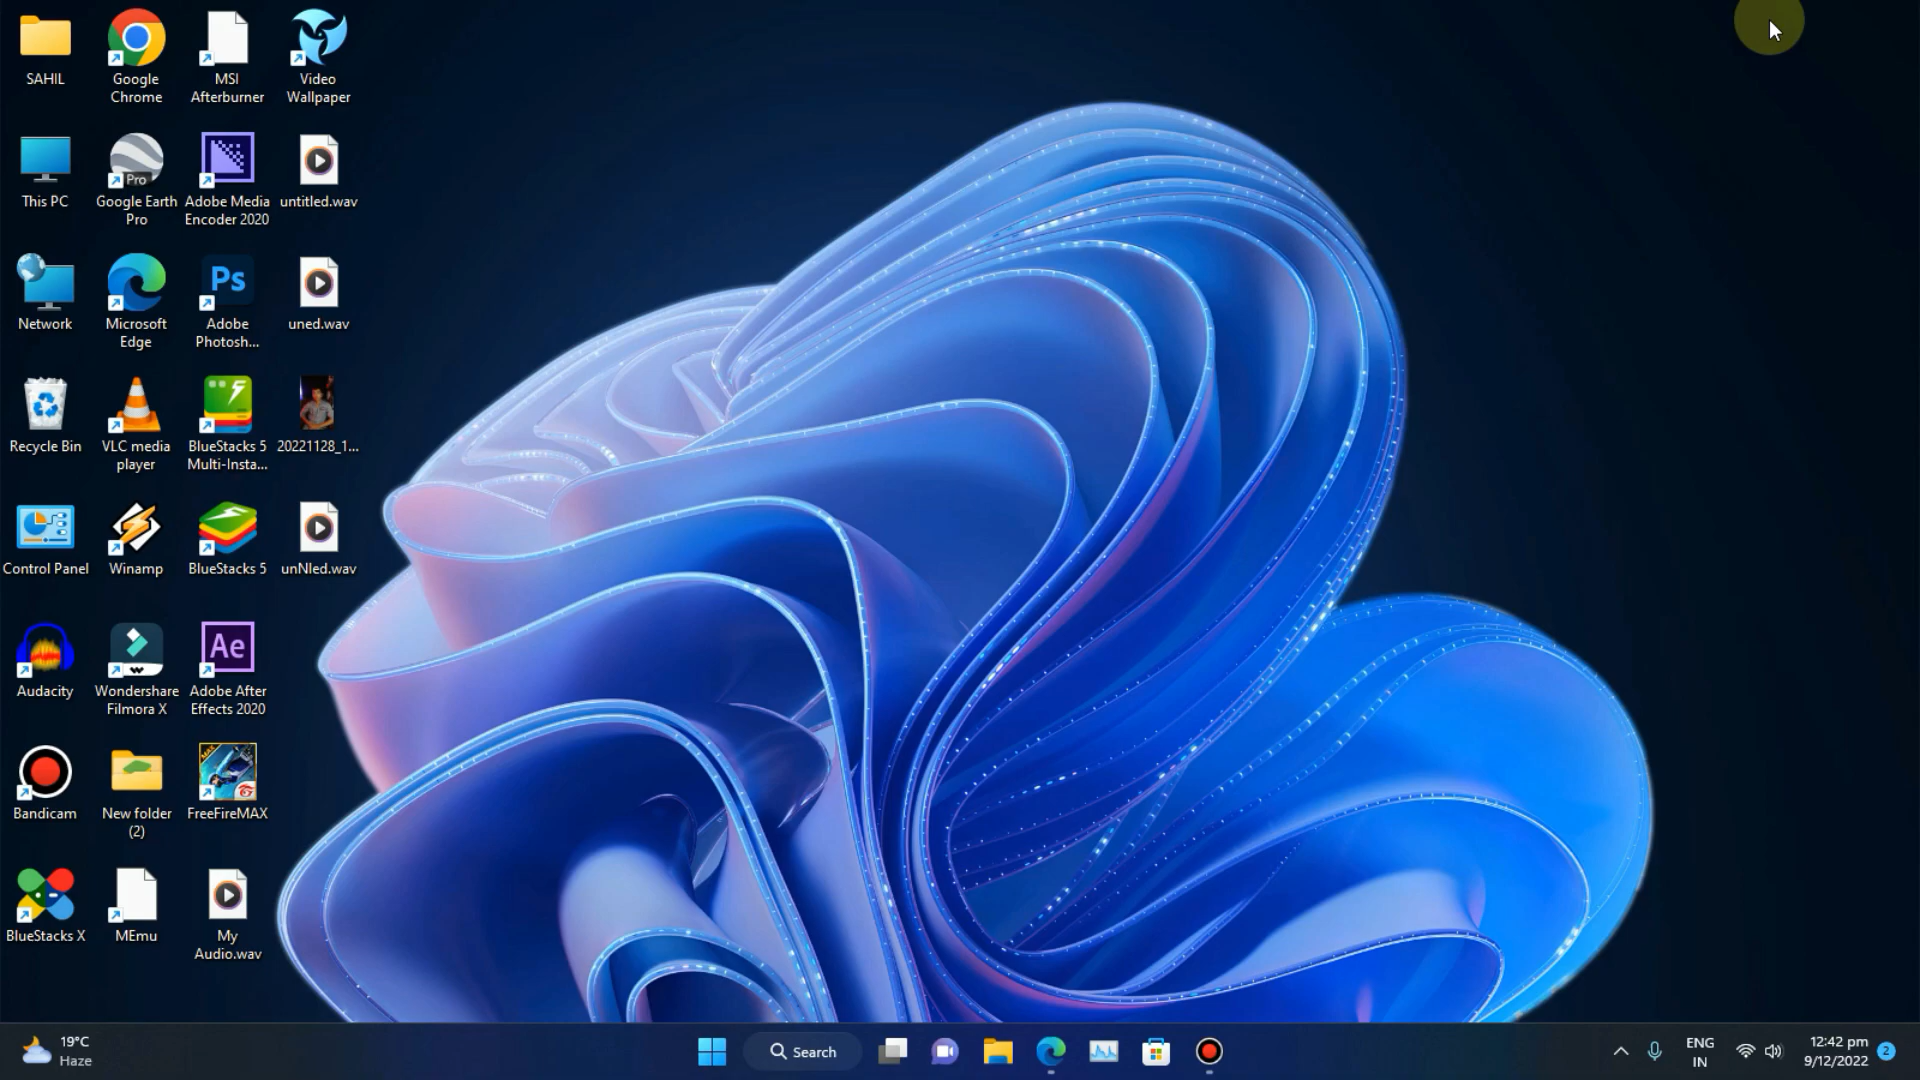 SAHIL
Google
Chrome
MSI
Afterburner
Video
Wallpaper
This PC
Pro
Google Earth
Pro
Adobe Media
Encoder 2020
untitled.wav
Network
Microsoft
Edge
Ps
Adobe
Photosh...
uned.wav
Recycle Bin
VLC media
player
BlueStacks 5
Multi-Insta...
20221128_1...
Control Panel
Winamp
BlueStacks 5
unNled.wav
Audacity
Wondershare
Filmora X
Ae
Adobe After
Effects 2020
Bandicam
New folder
(2)
MAX
FreeFireMAX
BlueStacks X
MEmu
My
Audio.wav
19°C
Haze
Search
ENG
IN
12:42 pm
9/12/2022
2